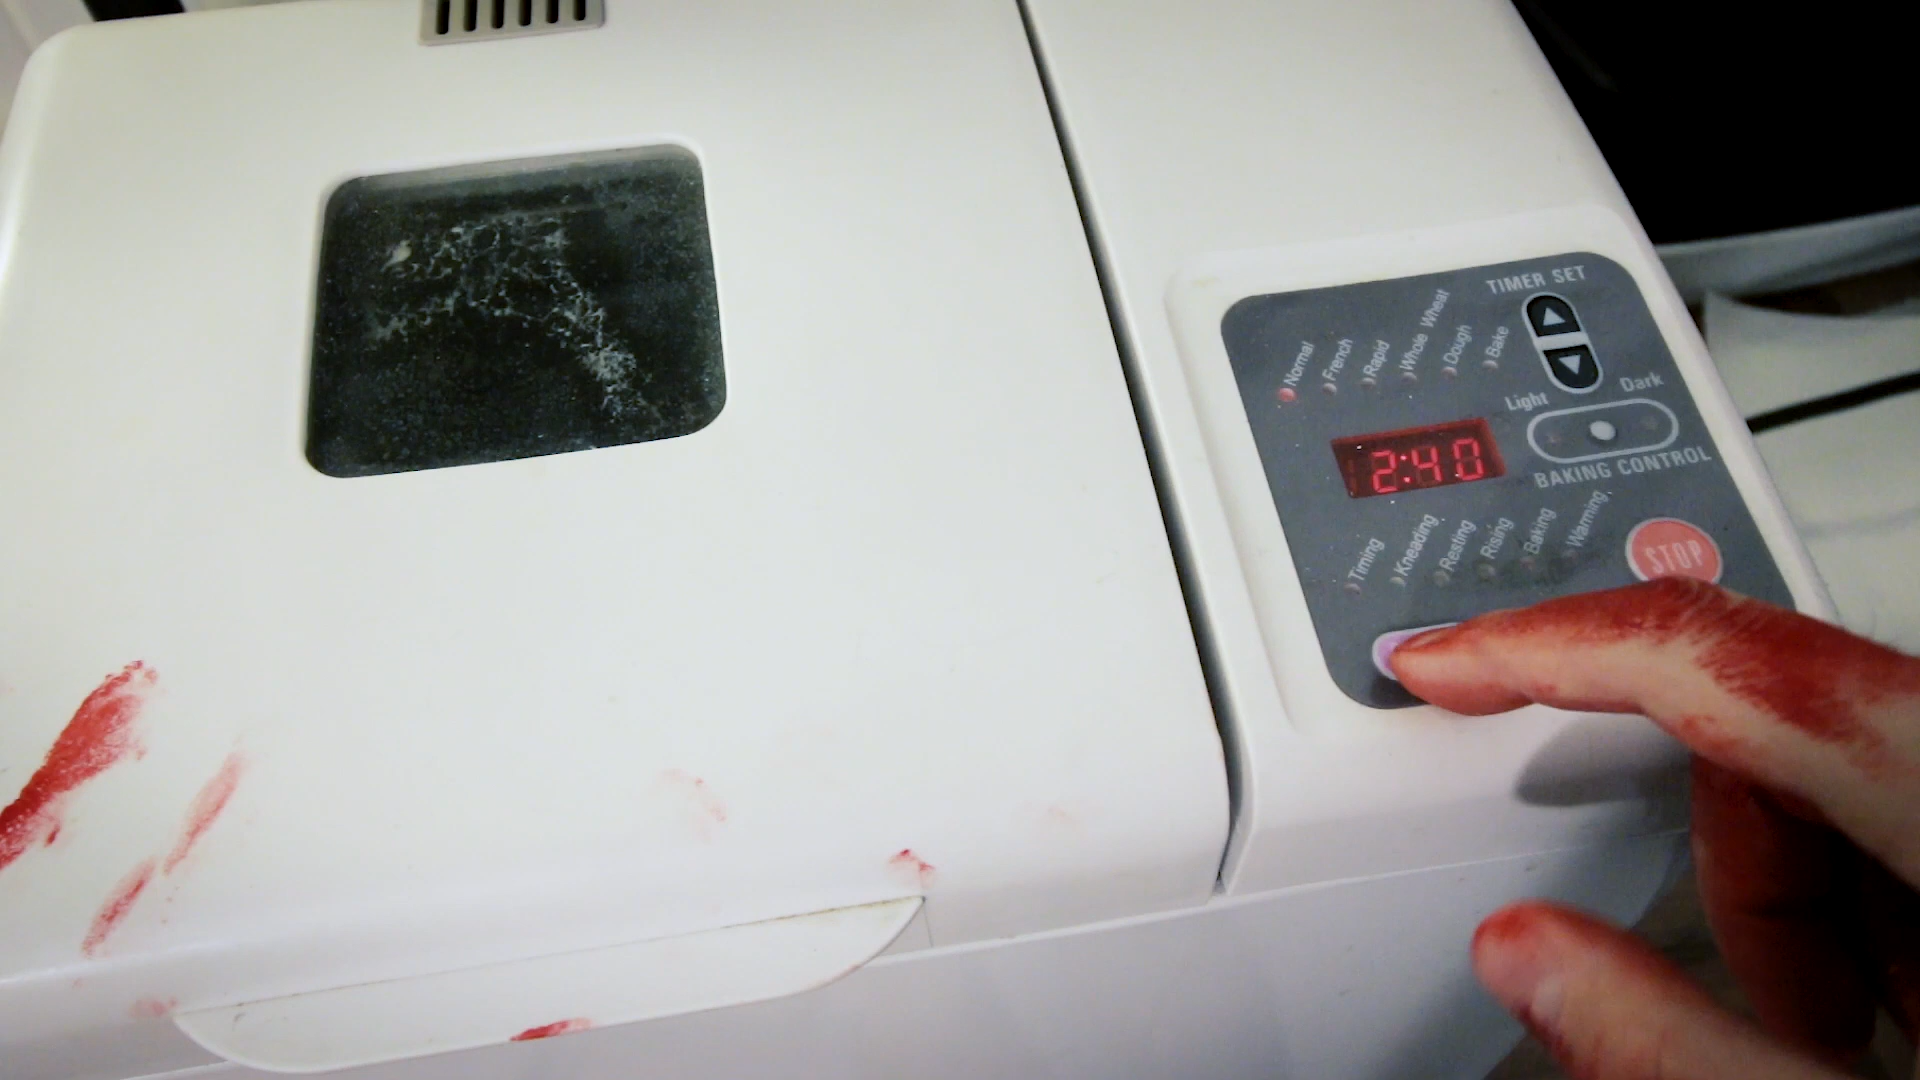 TIMER SET
Normal
French
Rapid
Whole Wheat
Dough
Bake
Light
Dark
2:40
BAKING CONTROL
Timing
Kneading
Resting
Rising
Baking
Warming
STOP